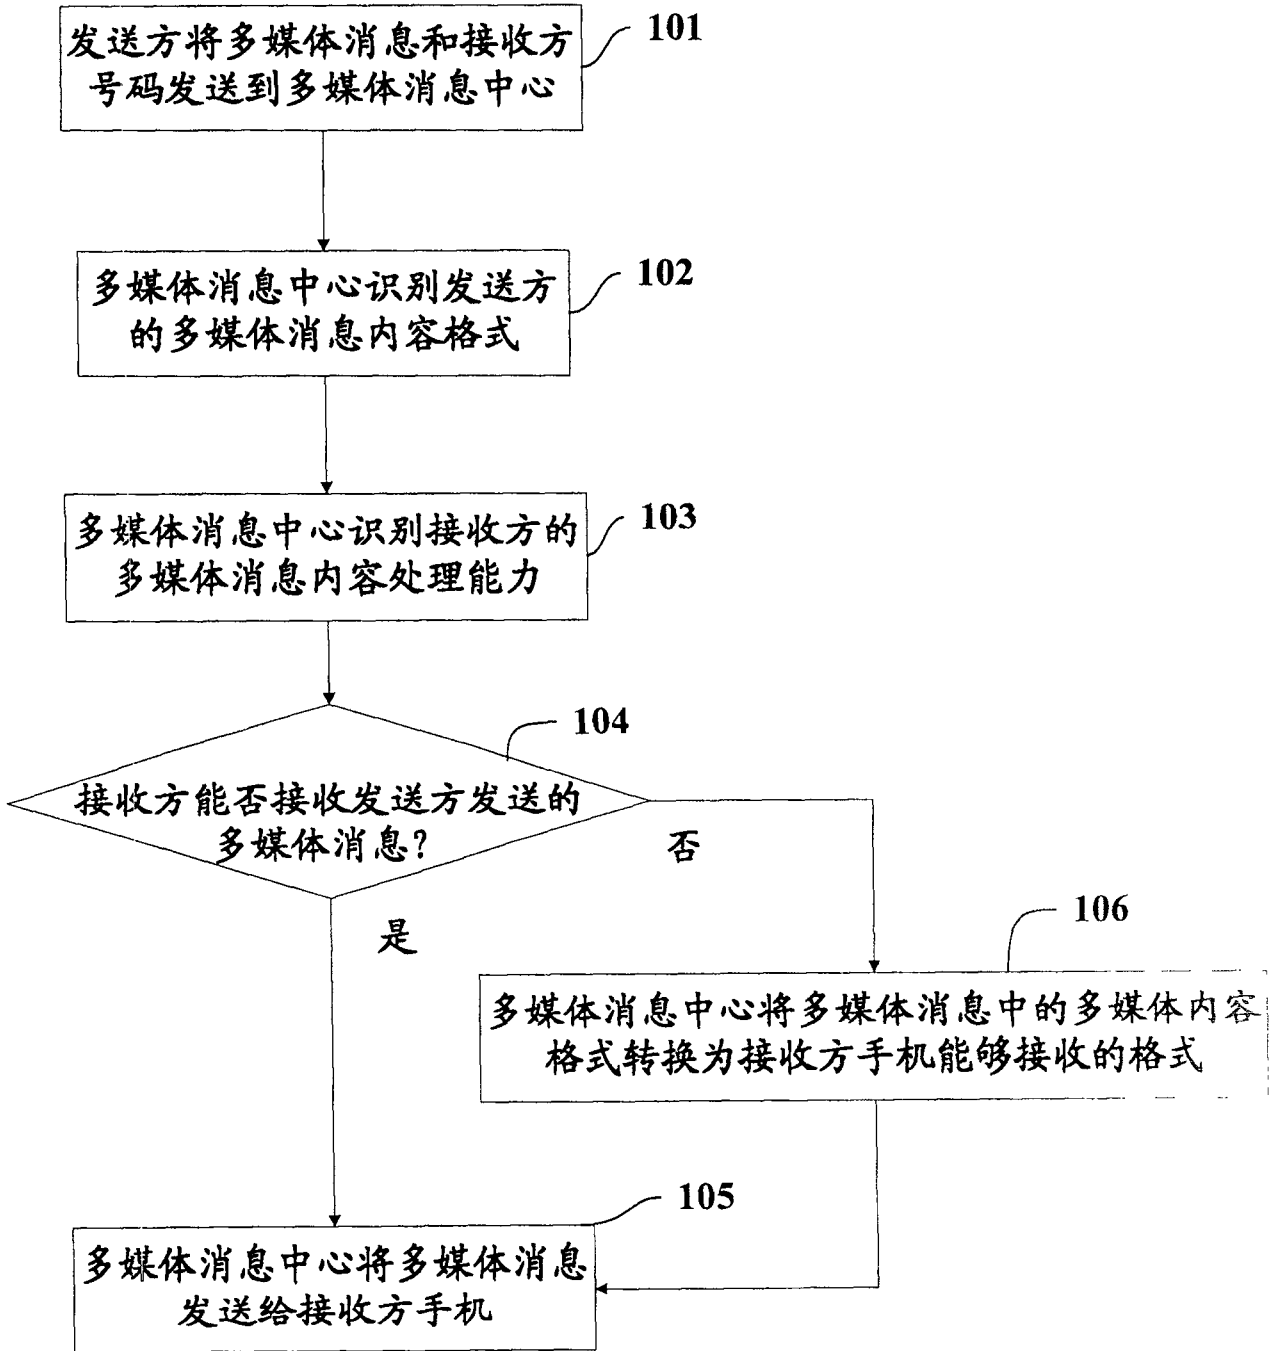 发送方将多媒体消息和接收方
号码发送到多媒体消息中心
101
多媒体消息中心识别发送方
的多媒体消息内容格式
102
多媒体消息中心识别接收方的
多媒体消息内容处理能力
103
104
接收方能否接收发送方发送的
多媒体消息?
否
是
106
多媒体消息中心将多媒体消息中的多媒体内容
格式转换为接收方手机能够接收的格式
105
多媒体消息中心将多媒体消息
发送给接收方手机